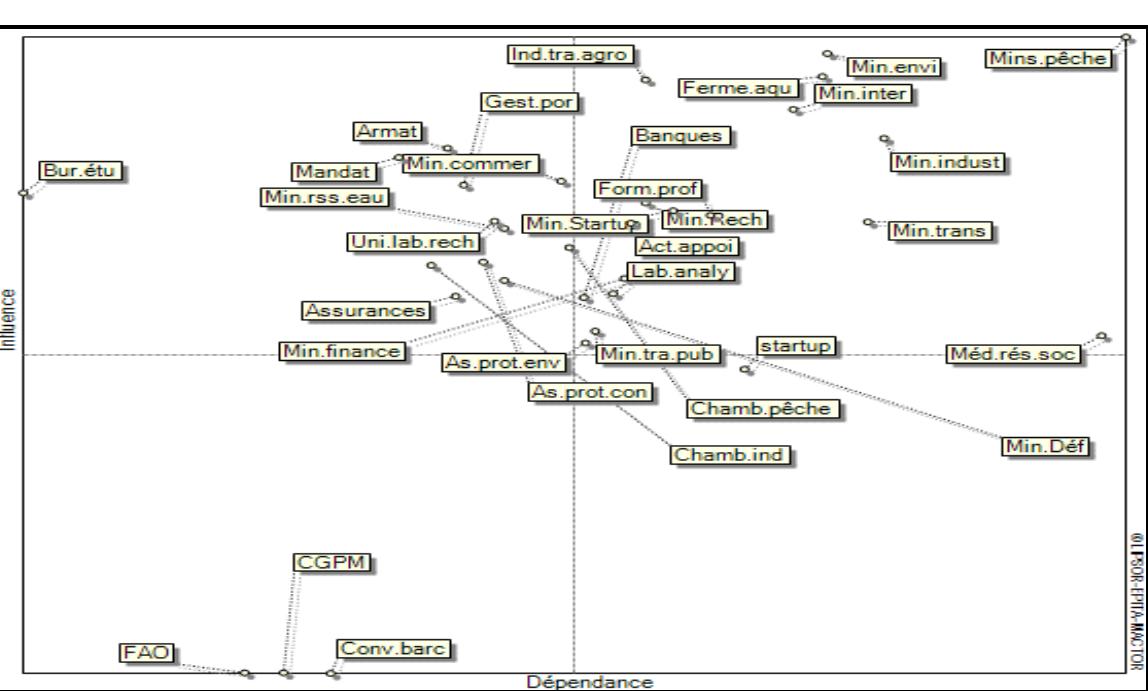 Ind.tra.agro
Min.envi
Mins.pêche
Ferme.aqu
Min.inter
Gest.por
Armat
Banques
Min.commer
Min.indust
Bur.étu
Mandat
Form.prof
Min.rss.eau
Min.Startup
Min.Rech
Min.trans
Uni.lab.rech
Act.appoi
Lab.analy
Assurances
Influence
Min.finance
As.prot.env
Min.tra.pub
startup
Méd.rés.soc
As.prot.con
Chamb.pêche
Min.Déf
Chamb.ind
CGPM
FAO
Conv.barc
Dépendance
©LIPSOR-EPITA-MACTOR